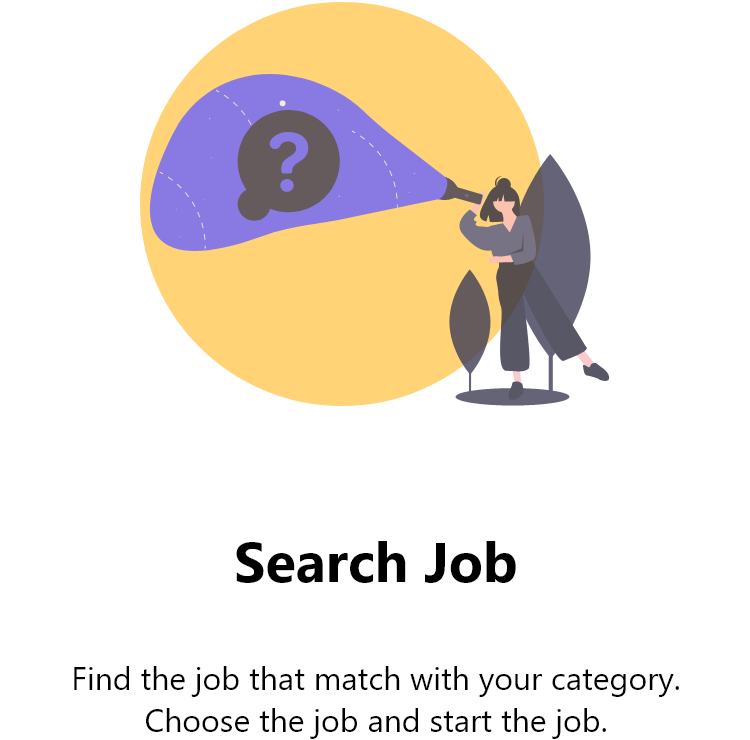 ?
Search Job
Find the job that match with your category.
Choose the job and start the job.